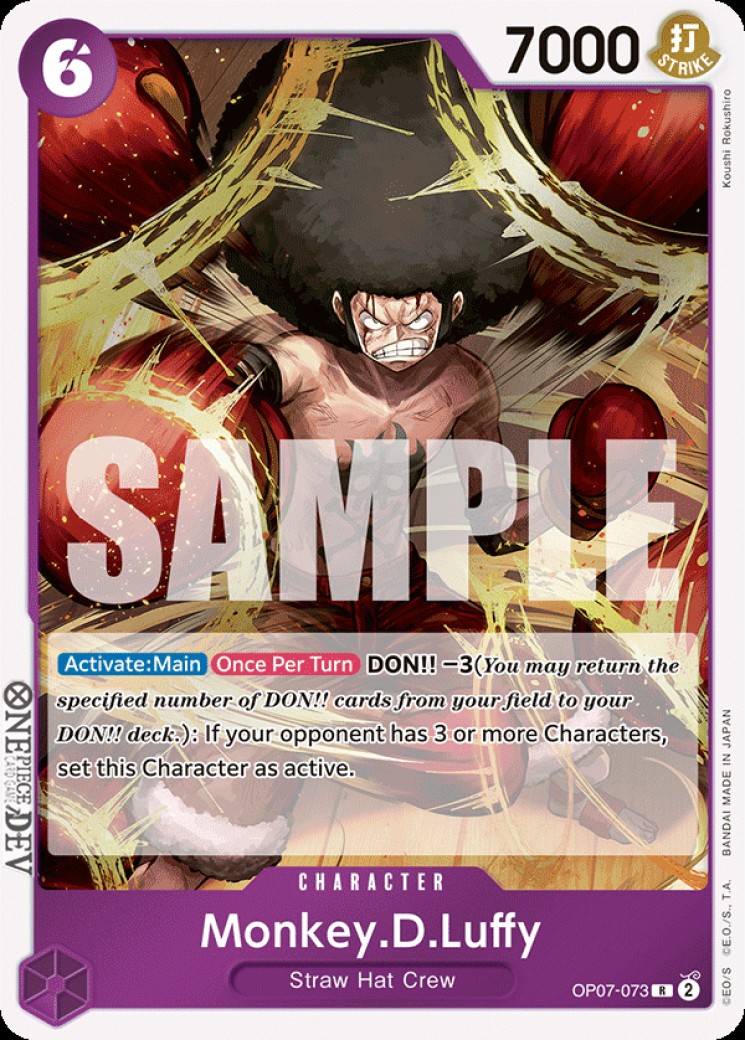 6
7000
打
STRIKE
Koushi Rokushiro
SAMPLE
Activate:Main Once Per Turn DON!! −3(You may return the
specified number of DON!! cards from your field to your
DON!! deck.): If your opponent has 3 or more Characters,
set this Character as active.
ONE PIECE
CARD GAME
/DEV
BANDAI MADE IN JAPAN
©E.O./S., T.A.
©EO/S
CHARACTER
Monkey.D.Luffy
Straw Hat Crew
OP07-073 R 2